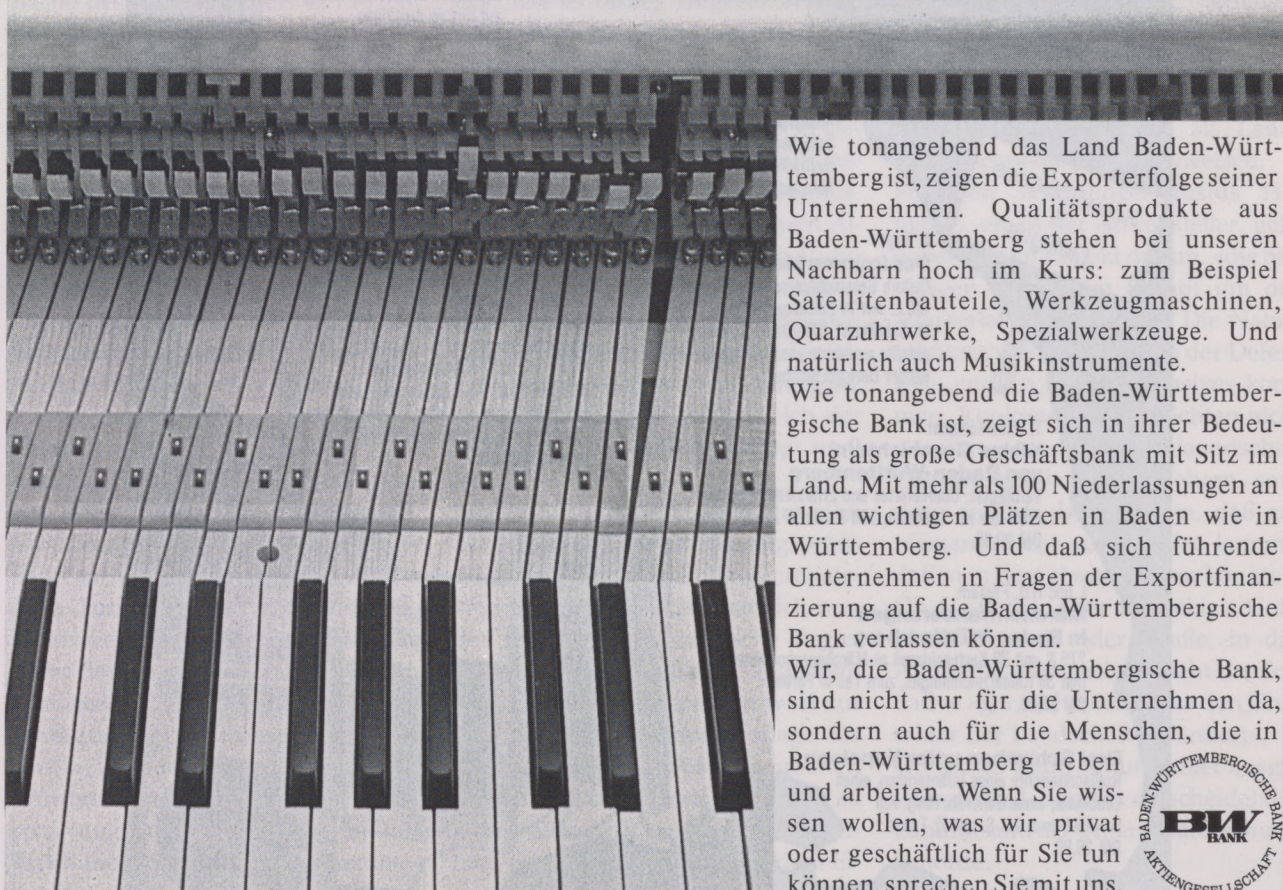 Wie tonangebend das Land Baden-Würt-
temberg ist, zeigen die Exporterfolge seiner
Unternehmen. Qualitätsprodukte aus
Baden-Württemberg stehen bei unseren
Nachbarn hoch im Kurs: zum Beispiel
Satellitenbauteile, Werkzeugmaschinen,
Quarzuhrwerke, Spezialwerkzeuge. Und
natürlich auch Musikinstrumente.
Wie tonangebend die Baden-Württember-
gische Bank ist, zeigt sich in ihrer Bedeu-
tung als große Geschäftsbank mit Sitz im
Land. Mit mehr als 100 Niederlassungen an
allen wichtigen Plätzen in Baden wie in
Württemberg. Und daß sich führende
Unternehmen in Fragen der Exportfinan-
zierung auf die Baden-Württembergische
Bank verlassen können.
Wir, die Baden-Württembergische Bank,
sind nicht nur für die Unternehmen da,
sondern auch für die Menschen, die in
Baden-Württemberg leben
und arbeiten. Wenn Sie wis-
sen wollen, was wir privat
oder geschäftlich für Sie tun
können, sprechen Sie mit uns.
BADEN-WÜRTTEMBERGISCHE BANK
BW
BANK
AKTIENGESELLSCHAFT